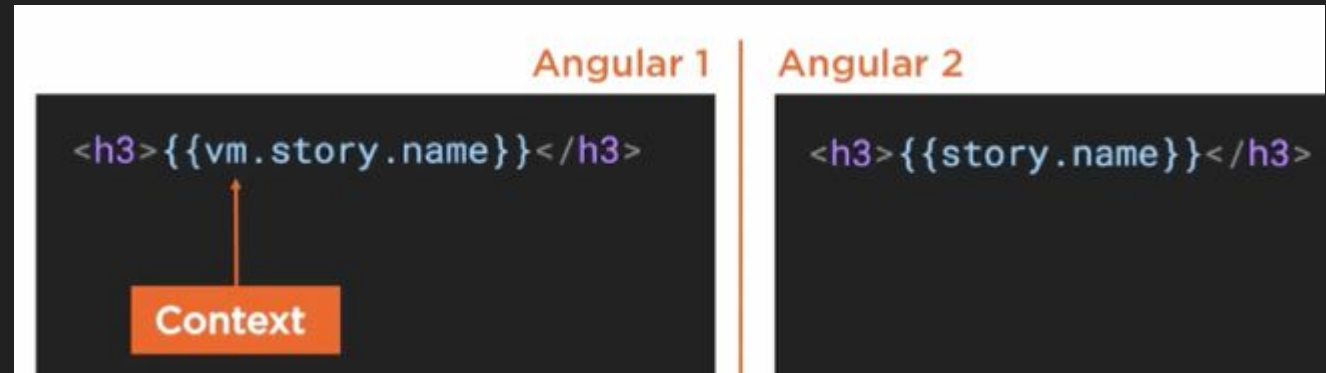 Angular 1
<h3>{{vm.story.name}}</h3>
Context
Angular 2
<h3>{{story.name}}</h3>